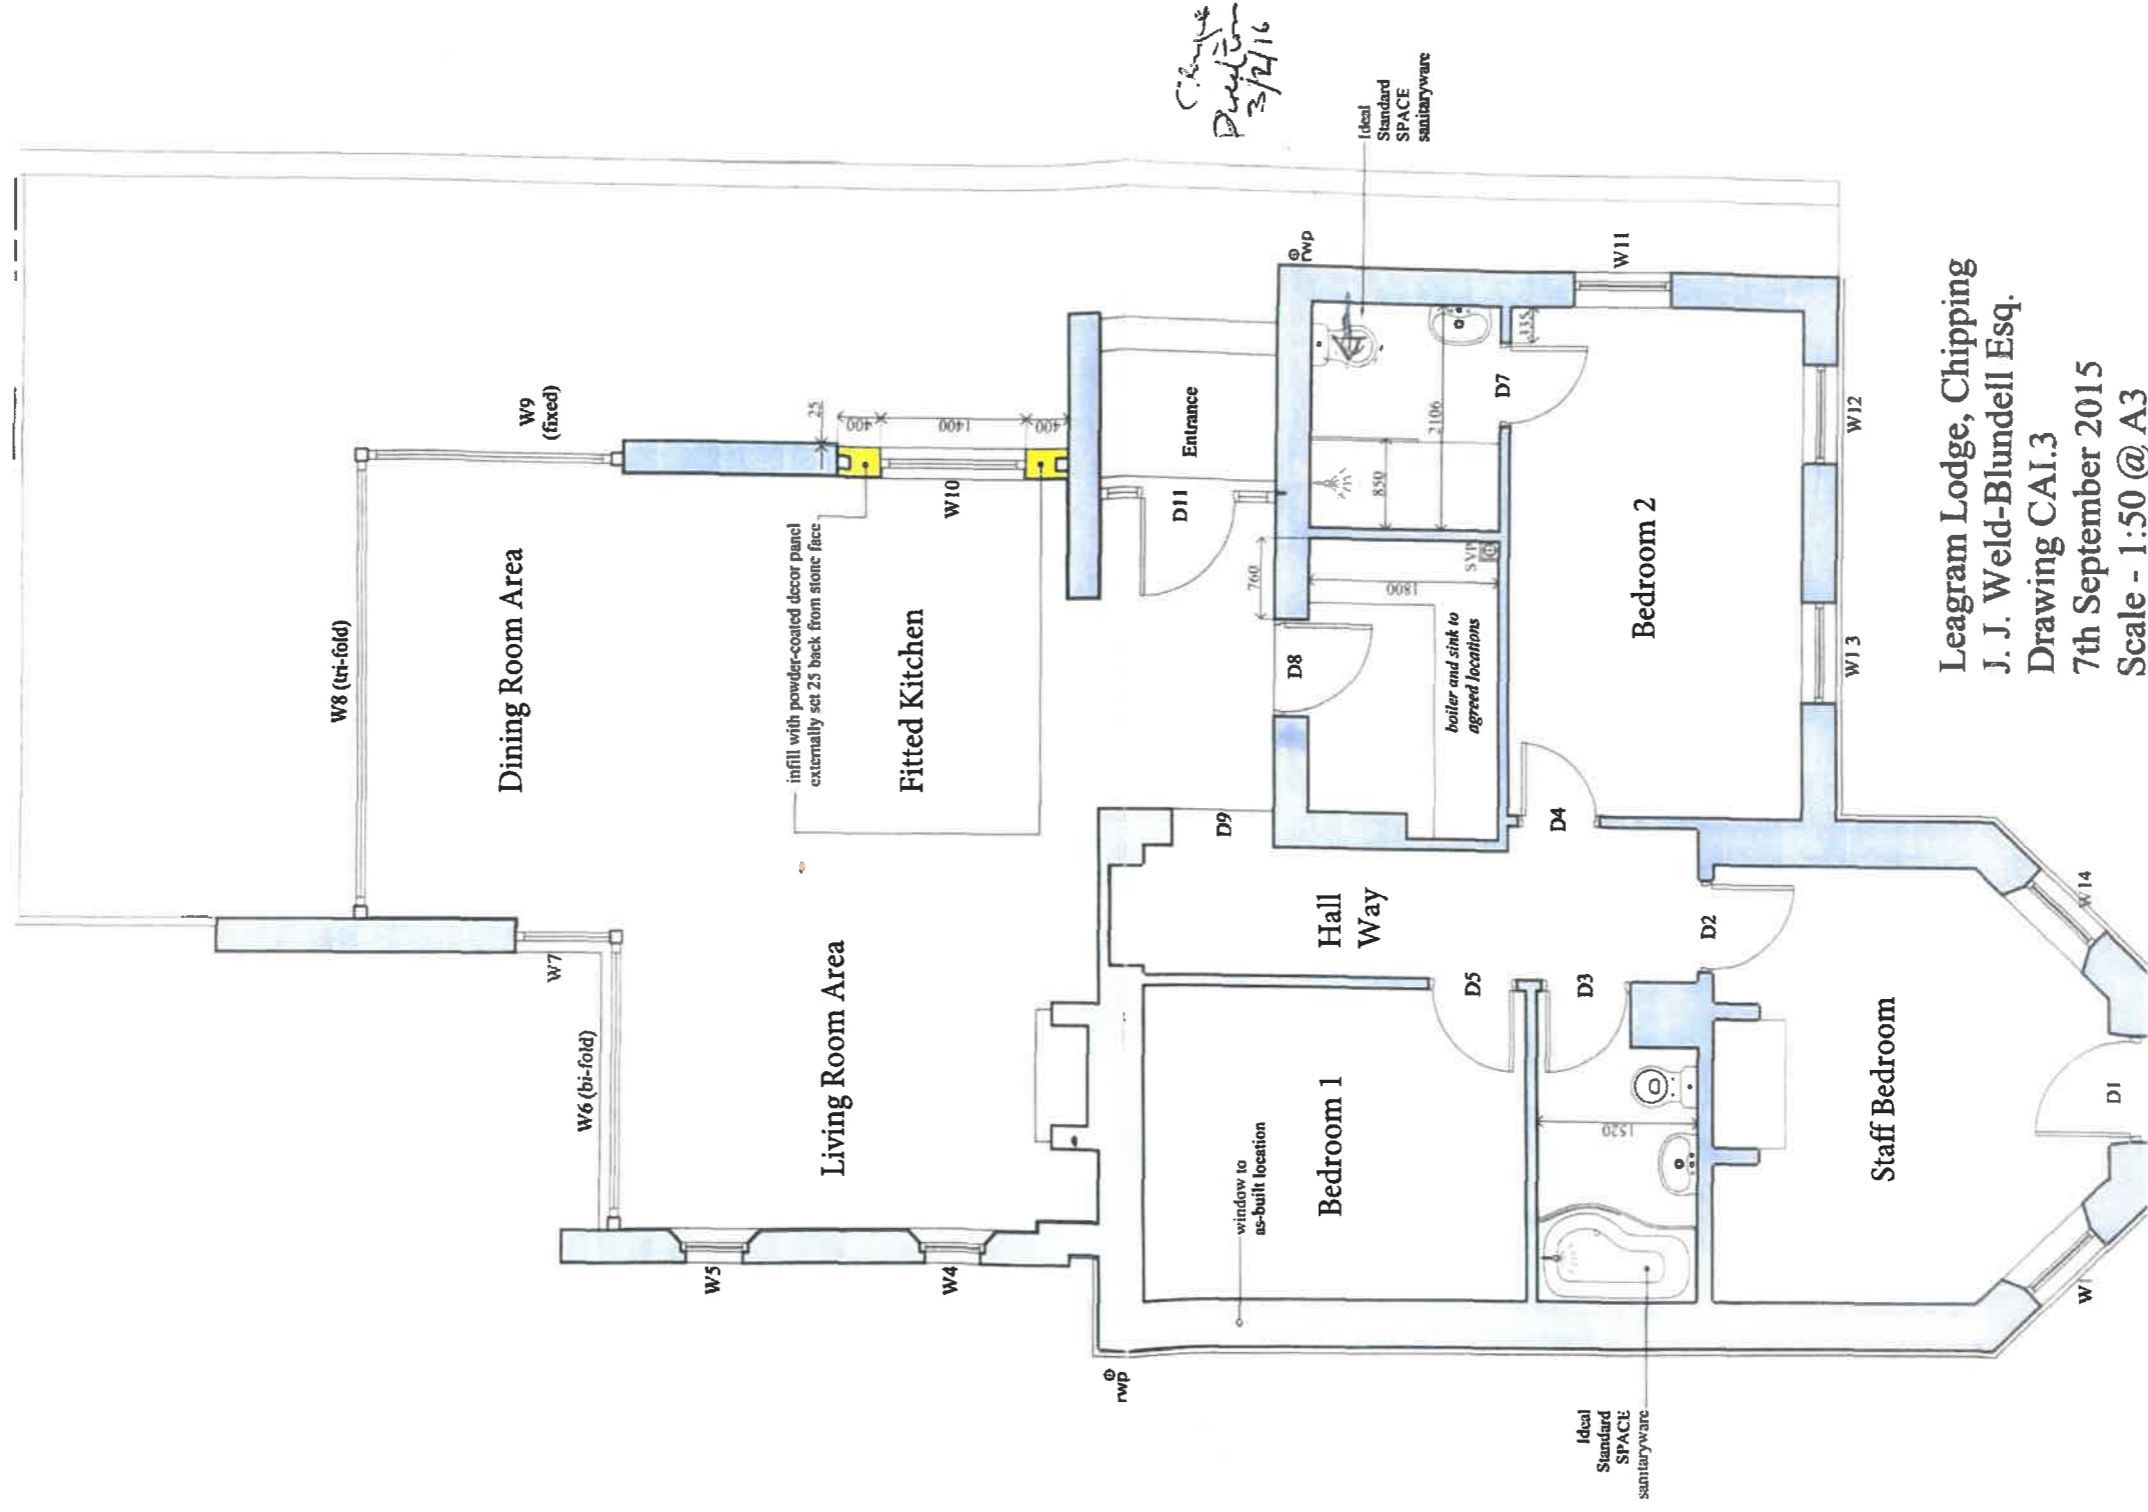 W8 (tri-fold)
W9
(fixed)
Dining Room Area
W7
W6 (bi-fold)
25
400
1400
400
W10
infill with powder-coated decor panel
externally set 25 back from stone face
Fitted Kitchen
Living Room Area
W5
W4
Entrance
D11
D9
D8
760
1800
SVP
boiler and sink to
agreed locations
850
2106
335
D7
rwp
3/2/16
Ideal
Standard
SPACE
sanitaryware
W11
W12
W13
Bedroom 2
D4
Hall
Way
D5
D3
D2
window to
as-built location
Bedroom 1
1520
rwp
Ideal
Standard
SPACE
sanitaryware
Staff Bedroom
W14
D1
W1
Leagram Lodge, Chipping
J. J. Weld-Blundell Esq.
Drawing CAI.3
7th September 2015
Scale - 1:50 @ A3